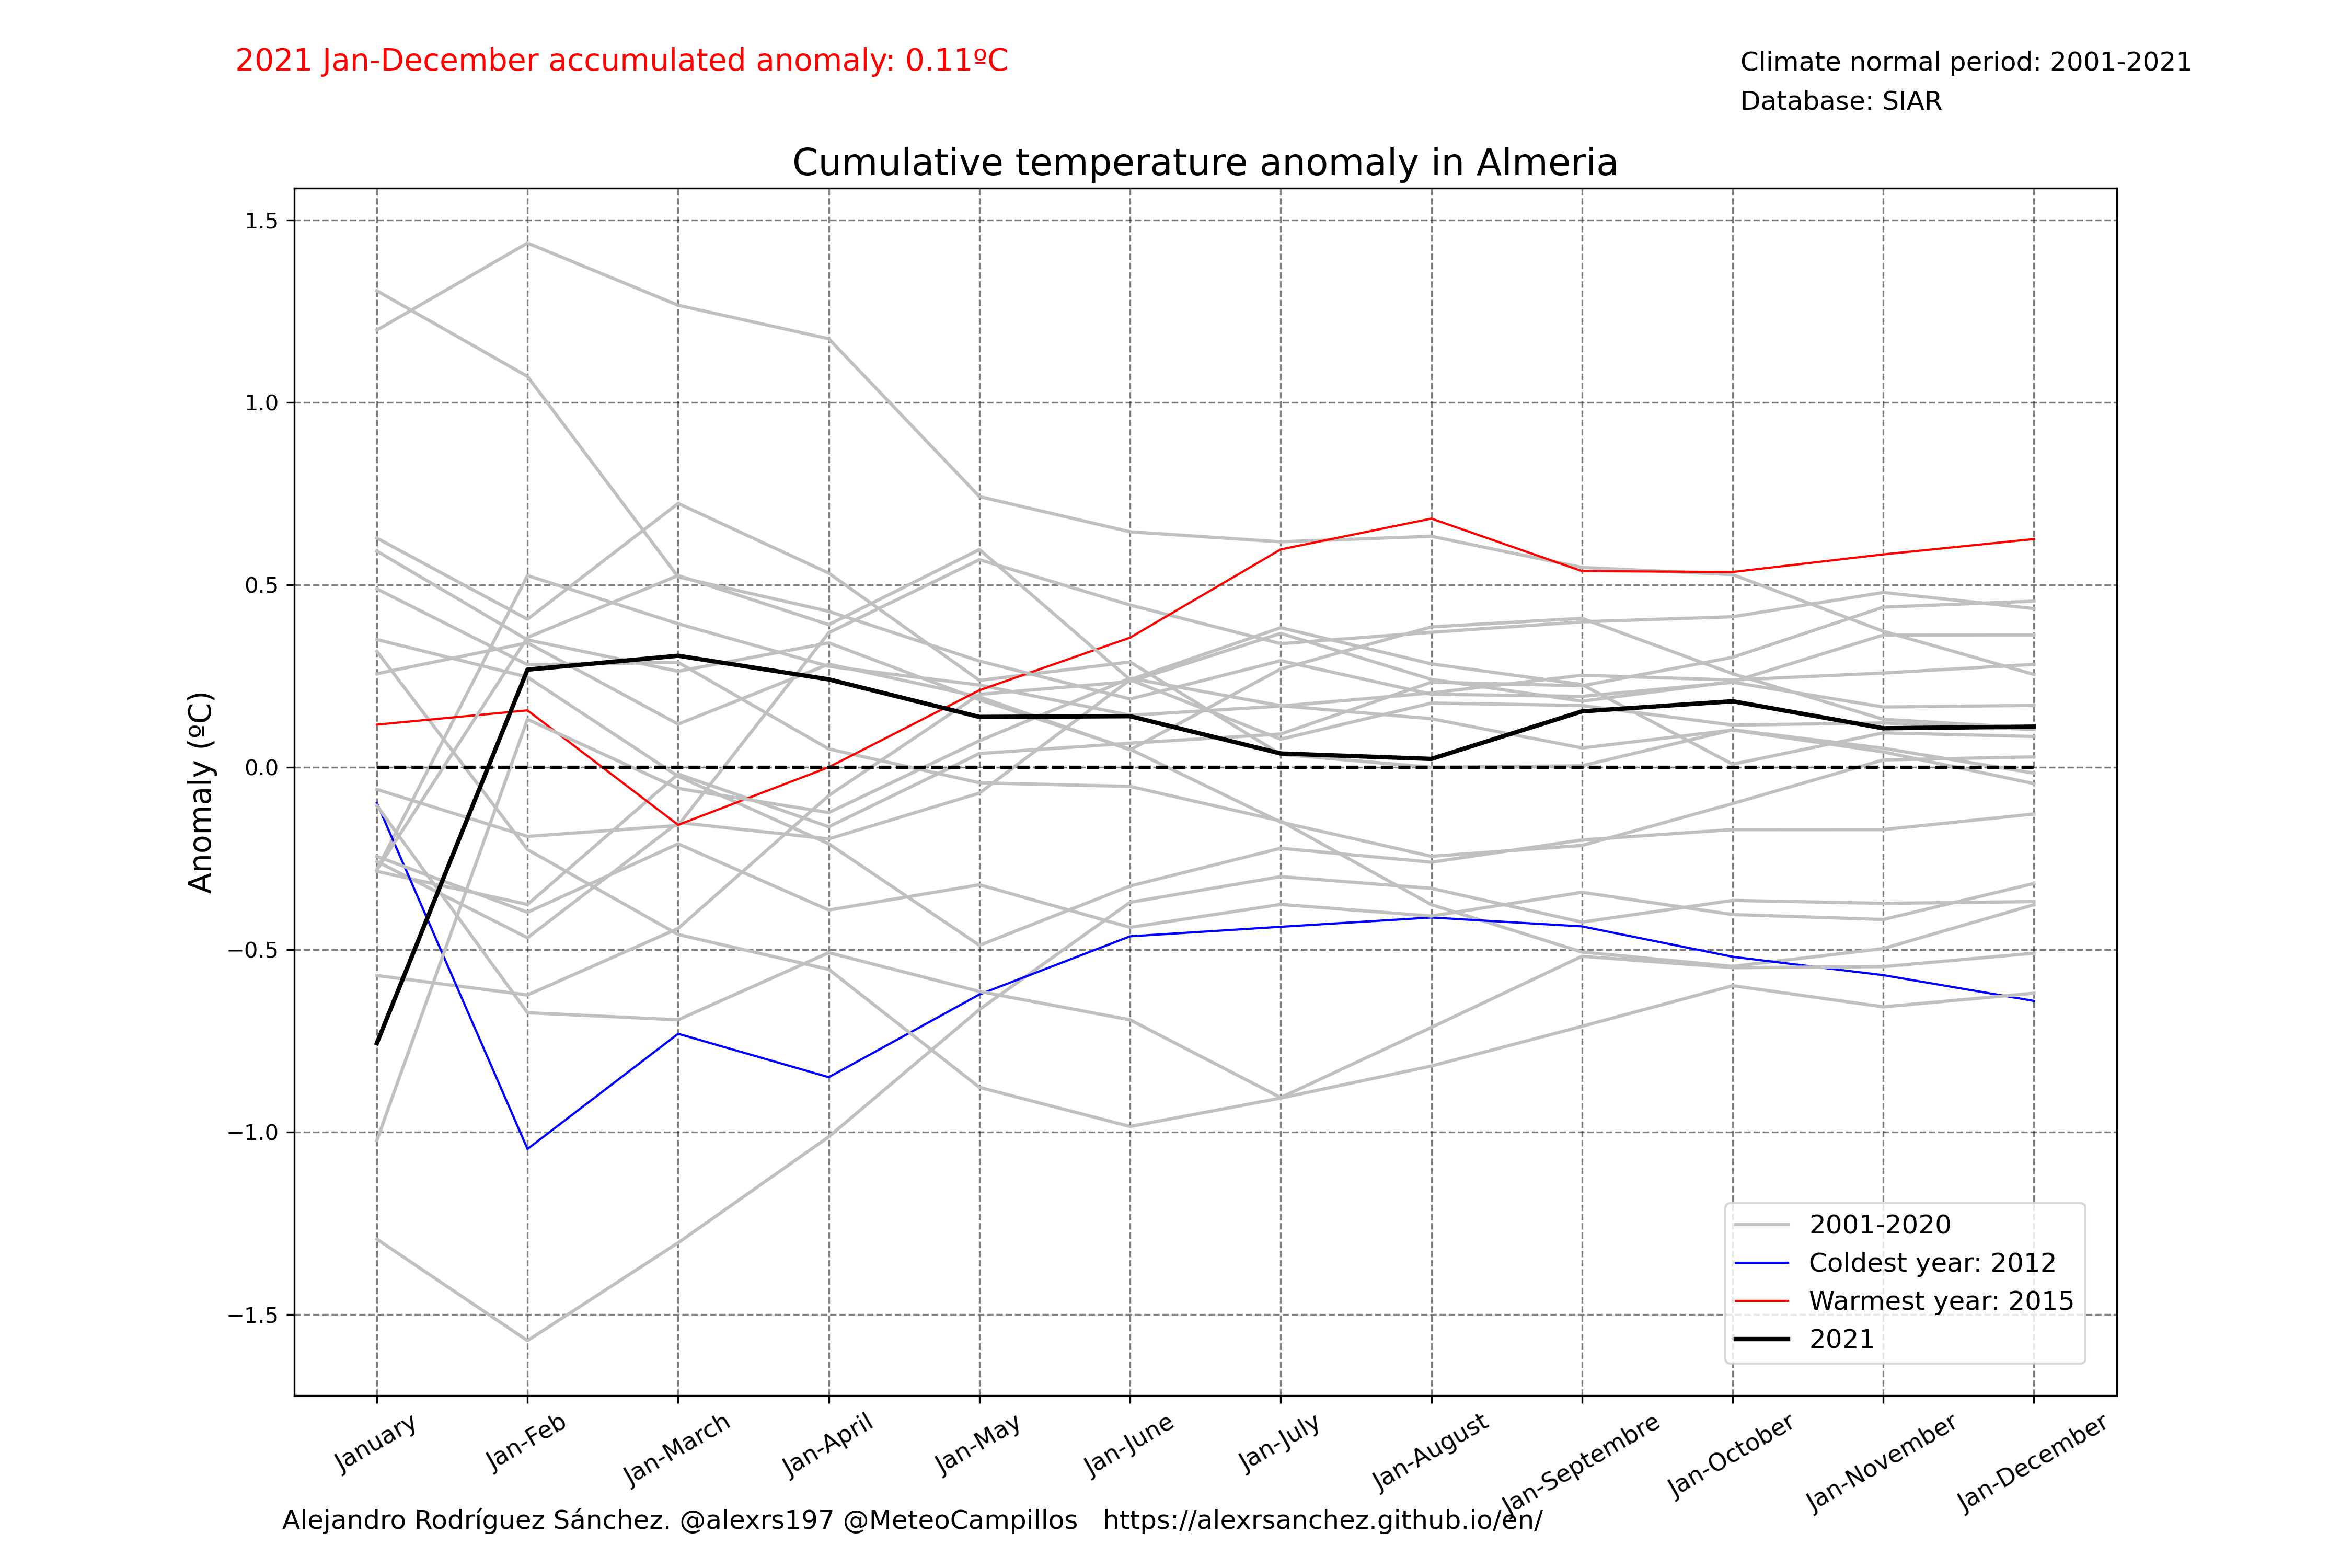 2021 Jan-December accumulated anomaly: 0.11ºC
Climate normal period: 2001-2021
Database: SIAR
Cumulative temperature anomaly in Almeria
Anomaly (ºC)
1.5
1.0
0.5
0.0
−0.5
−1.0
−1.5
2001-2020
Coldest year: 2012
Warmest year: 2015
2021
January
Jan-Feb
Jan-March
Jan-April
Jan-May
Jan-June
Jan-July
Jan-August
Jan-Septembre
Jan-October
Jan-November
Jan-December
Alejandro Rodríguez Sánchez. @alexrs197 @MeteoCampillos https://alexrsanchez.github.io/en/